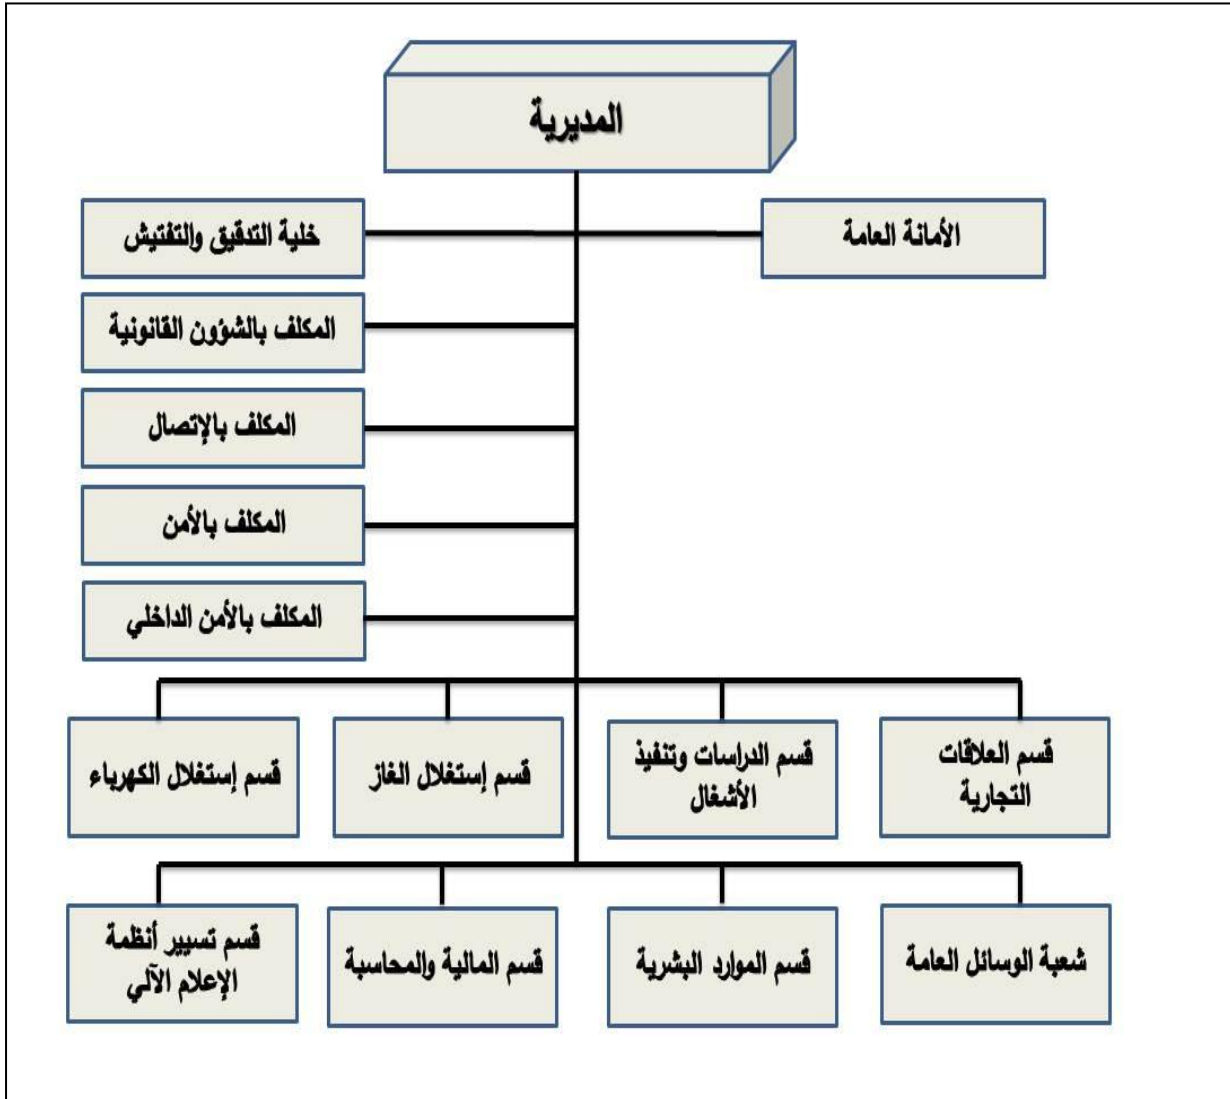 المديرية
الأمانة العامة
خلية التدقيق والتفتيش
المكلف بالشؤون القانونية
المكلف بالإتصال
المكلف بالأمن
المكلف بالأمن الداخلي
قسم العلاقات
التجارية
قسم الدراسات وتنفيذ
الأشغال
قسم إستغلال الغاز
قسم إستغلال الكهرباء
شعبة الوسائل العامة
قسم الموارد البشرية
قسم المالية والمحاسبة
قسم تسيير أنظمة
الإعلام الآلي